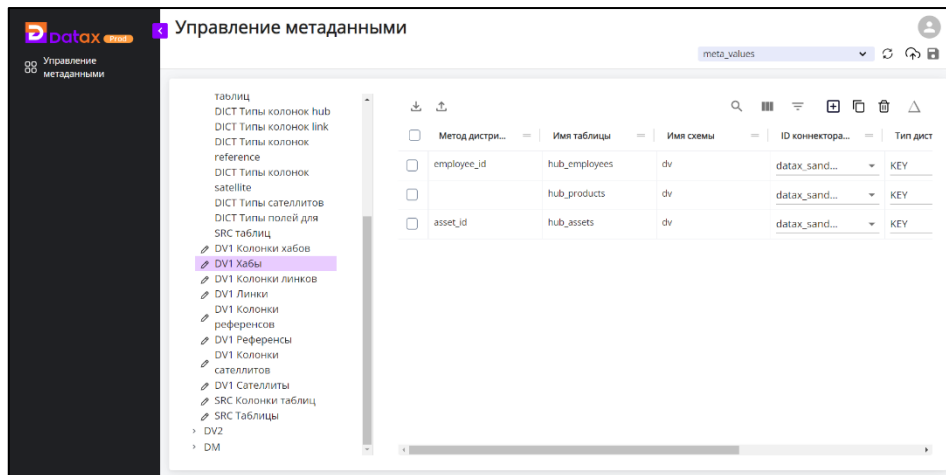 Datax Prod
Управление
метаданными
Управление метаданными
meta_values
таблиц
DICT Типы колонок hub
DICT Типы колонок link
DICT Типы колонок
reference
DICT Типы колонок
satellite
DICT Типы сателлитов
DICT Типы полей для
SRC таблиц
DV1 Колонки хабов
DV1 Хабы
DV1 Колонки линков
DV1 Линки
DV1 Колонки
референсов
DV1 Референсы
DV1 Колонки
сателлитов
DV1 Сателлиты
SRC Колонки таблиц
SRC Таблицы
DV2
DM
Метод дистри... Имя таблицы Имя схемы ID коннектора... Тип дист
employee_id hub_employees dv datax_sand... KEY
hub_products dv datax_sand... KEY
asset_id hub_assets dv datax_sand... KEY